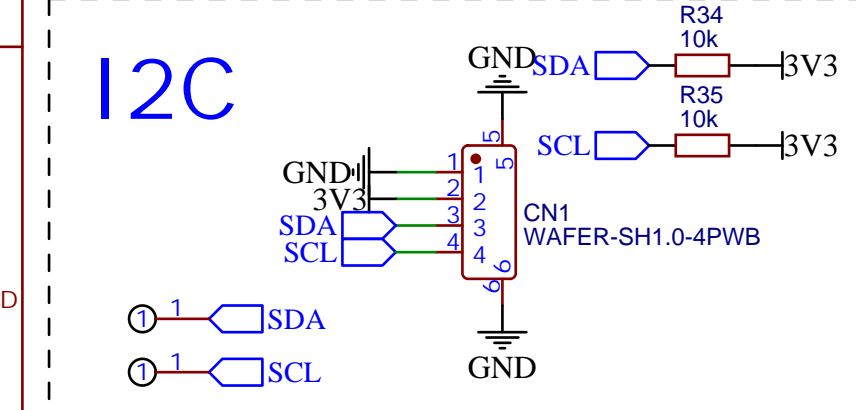 I2C
GND
SDA
R34
10k
3V3
R35
10k
SCL
3V3
5
5
GND
1
1
3V3
2
2
SDA
3
3
SCL
4
4
CN1
WAFER-SH1.0-4PWB
6
6
D
1
1
SDA
1
1
SCL
GND